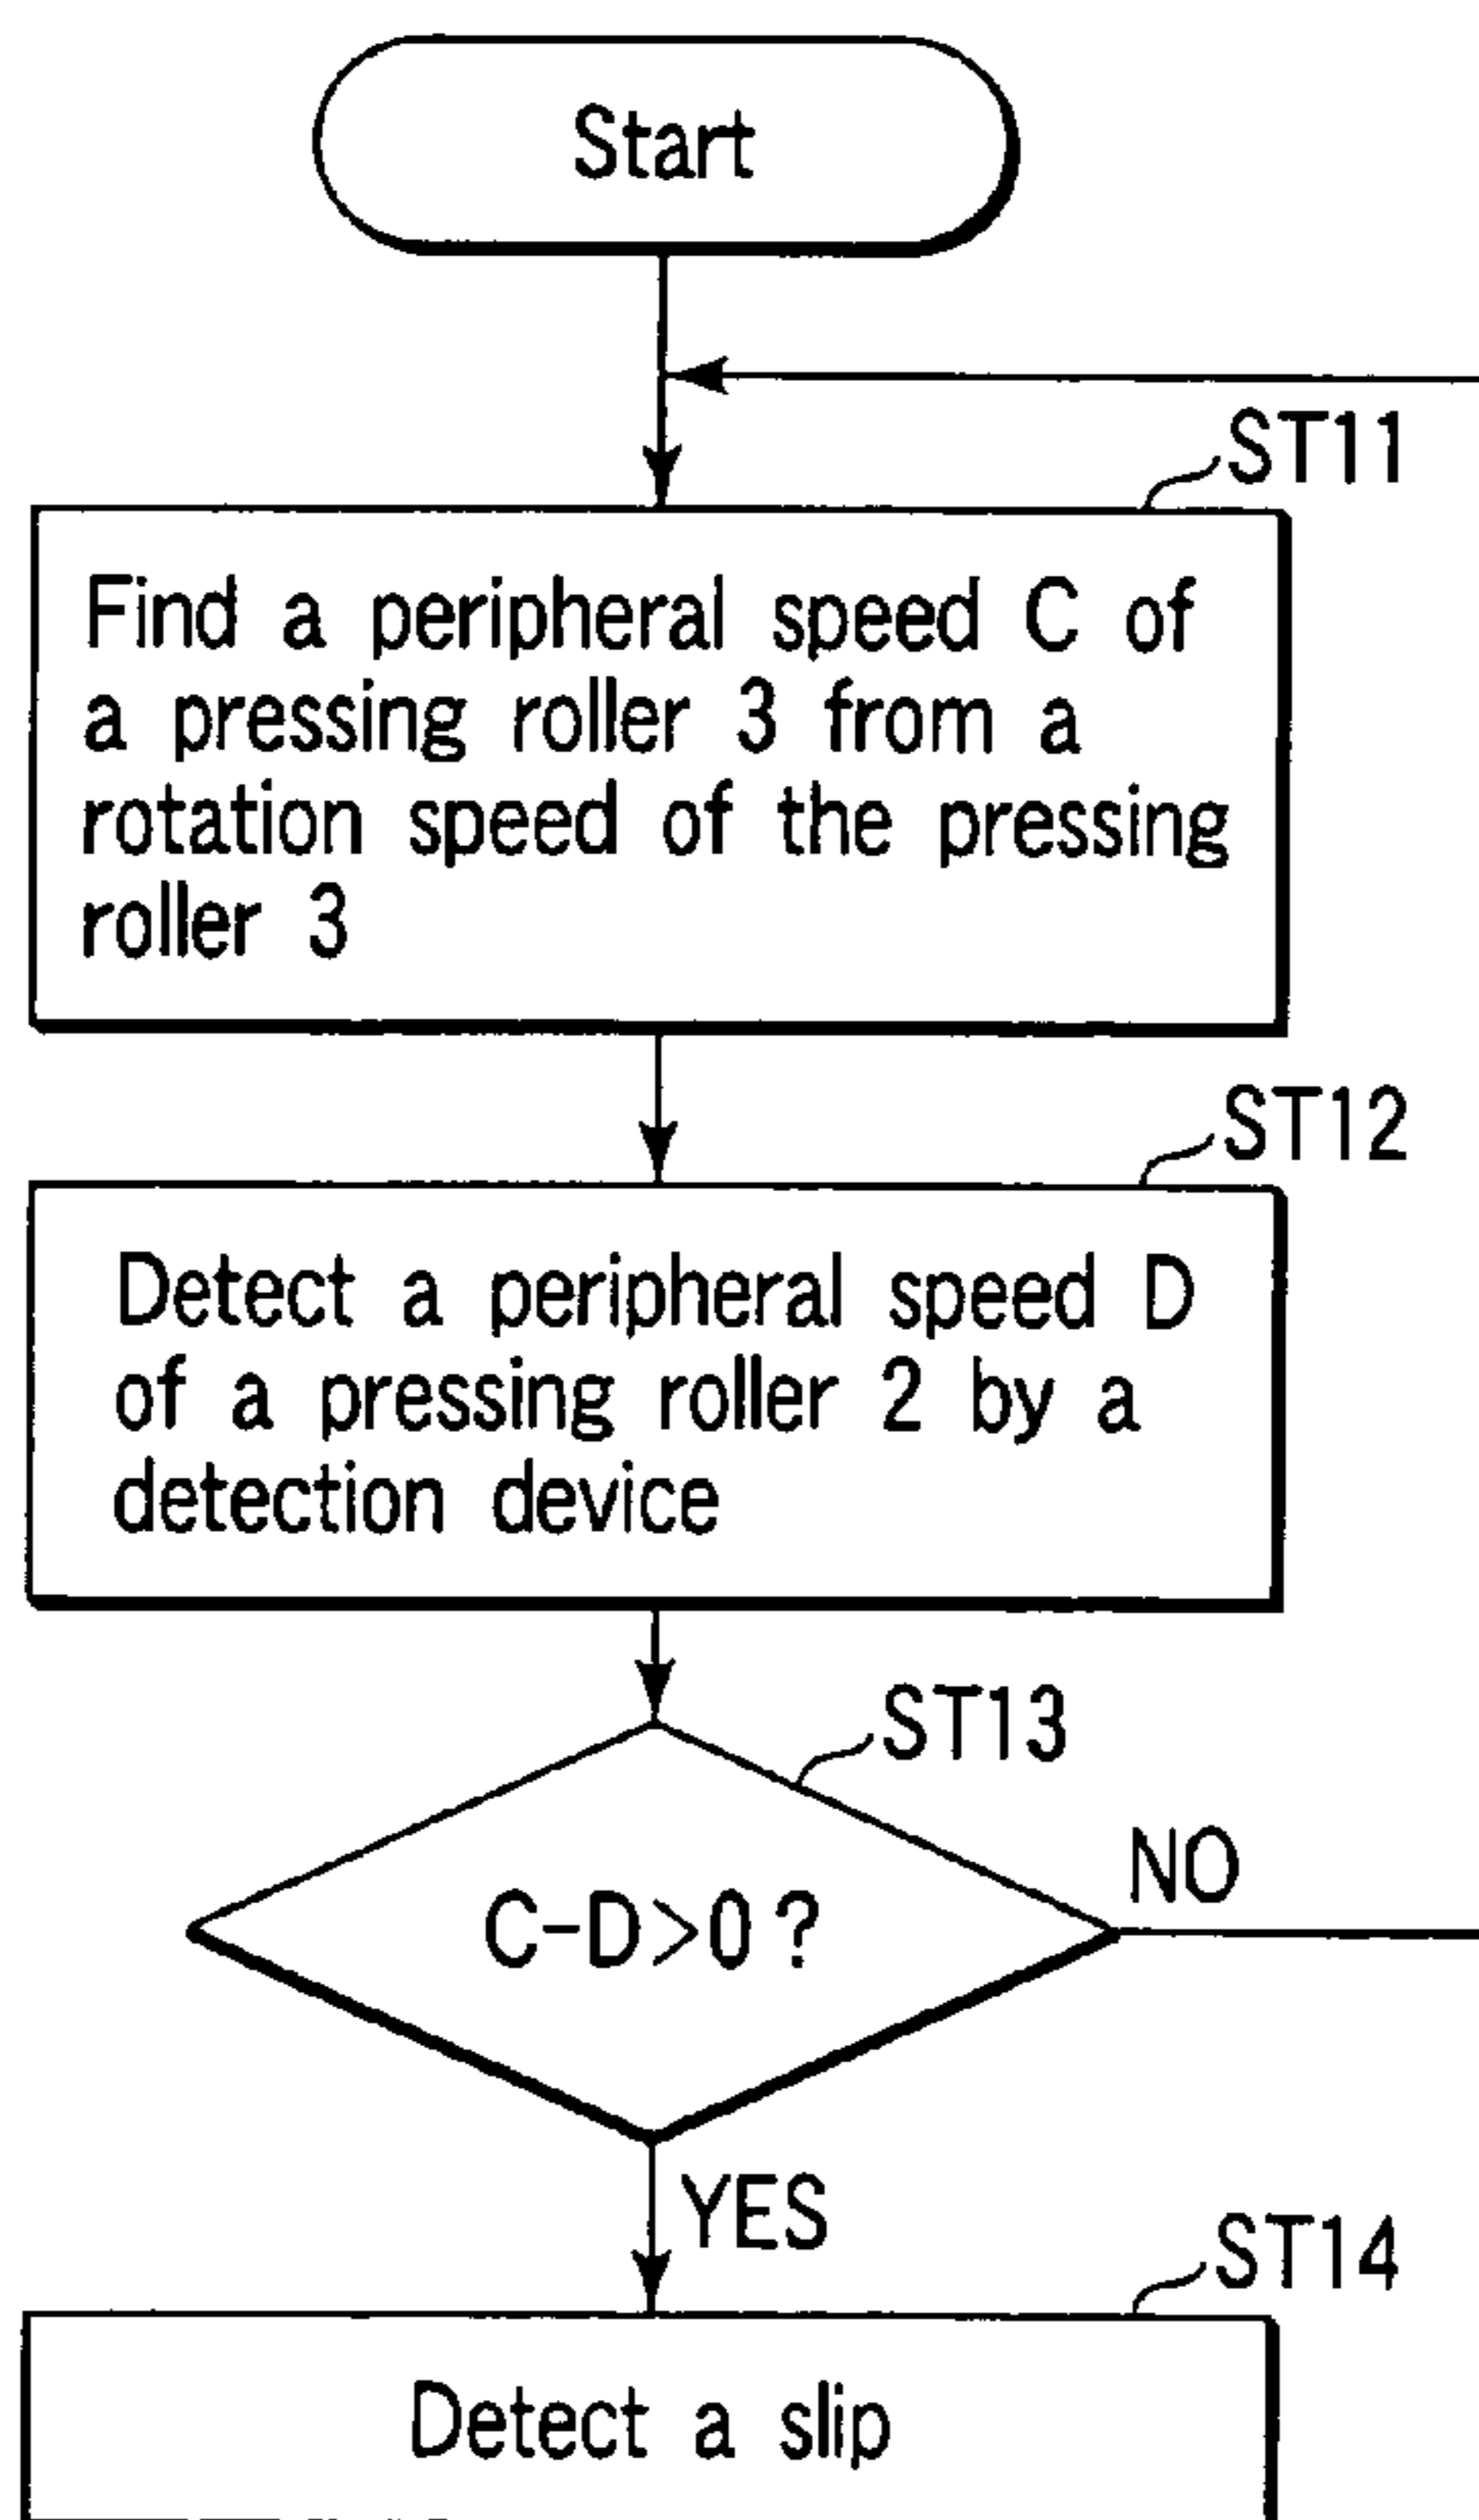 Start
ST11
Find a peripheral speed C of
a pressing roller 3 from a
rotation speed of the pressing
roller 3
ST12
Detect a peripheral speed D
of a pressing roller 2 by a
detection device
ST13
C-D>0?
NO
YES
ST14
Detect a slip